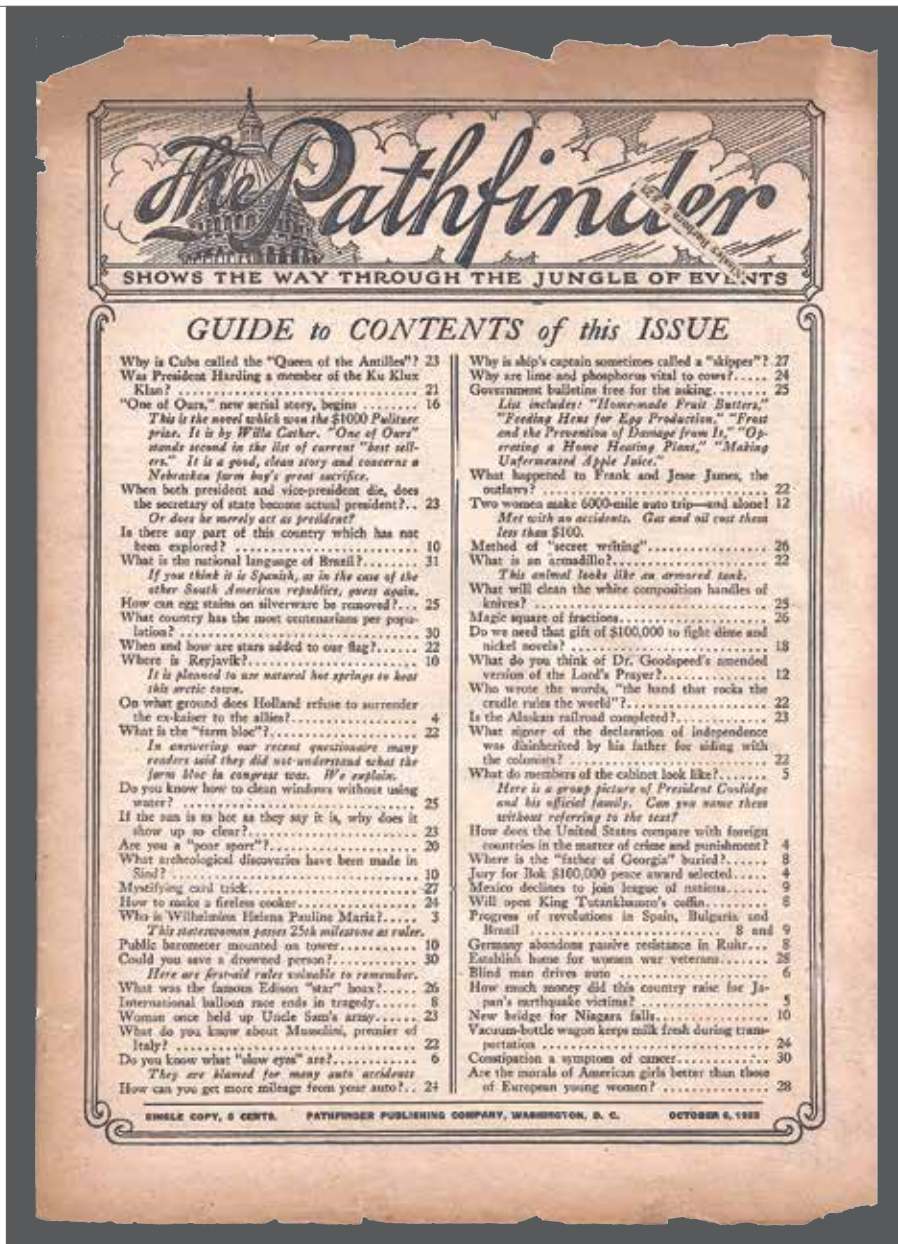 The Pathfinder
SHOWS THE WAY THROUGH THE JUNGLE OF EVENTS
GUIDE to CONTENTS of this ISSUE
Why is Cuba called the "Queen of the Antilles"? 23
Was President Harding a member of the Ku Klux
Klan? .......... 21
"One of Ours," new serial story, begins ........ 16
This is the novel which won the $1000 Pulitzer
prize. It is by Willa Cather. "One of Ours"
stands second in the list of current "best sell-
ers." It is a good, clean story and concerns a
Nebraskan farm boy's great sacrifice.
When both president and vice-president die, does
the secretary of state become actual president?.. 23
Or does he merely act as president?
Is there any part of this country which has not
been explored? .......... 10
What is the national language of Brazil?........ 31
If you think it is Spanish, as in the case of the
other South American republics, guess again.
How can egg stains on silverware be removed?... 25
What country has the most centenarians per popu-
lation? .......... 30
When and how are stars added to our flag?...... 22
Where is Reyjavik?.......... 10
It is planned to use natural hot springs to heat
this arctic town.
On what ground does Holland refuse to surrender
the ex-kaiser to the allies?.......... 4
What is the "farm bloc"?.......... 22
In answering our recent questionaire many
readers said they did not understand what the
farm bloc in congress was. We explain.
Do you know how to clean windows without using
water? .......... 25
If the sun is as hot as they say it is, why does it
show up so clear?.......... 23
Are you a "poor sport"?.......... 20
What archeological discoveries have been made in
Sind? .......... 10
Mystifying card trick.......... 27
How to make a fireless cooker.......... 24
Who is Wilhelmina Helena Pauline Maria?..... 3
This stateswoman passes 25th milestone as ruler.
Public barometer mounted on tower.......... 10
Could you save a drowned person?.......... 30
Here are first-aid rules valuable to remember.
What was the famous Edison "star" hoax?..... 26
International balloon race ends in tragedy...... 8
Woman once held up Uncle Sam's army...... 23
What do you know about Mussolini, premier of
Italy? .......... 22
Do you know what "slow eyes" are?.......... 6
They are blamed for many auto accidents
How can you get more mileage from your auto?.. 24
Why is ship's captain sometimes called a "skipper"? 27
Why are lime and phosphorus vital to cows?..... 24
Government bulletins free for the asking........ 25
List includes: "Home-made Fruit Butters,"
"Feeding Hens for Egg Production," "Frost
and the Prevention of Damage from It," "Op-
erating a Home Heating Plant," "Making
Unfermented Apple Juice."
What happened to Frank and Jesse James, the
outlaws? .......... 22
Two women make 6000-mile auto trip—and alone! 12
Met with no accidents. Gas and oil cost them
less than $100.
Method of "secret writing".......... 26
What is an armadillo?.......... 22
This animal looks like an armored tank.
What will clean the white composition handles of
knives? .......... 25
Magic square of fractions.......... 26
Do we need that gift of $100,000 to fight dime and
nickel novels? .......... 18
What do you think of Dr. Goodspeed's amended
version of the Lord's Prayer?.......... 12
Who wrote the words, "the hand that rocks the
cradle rules the world"?.......... 22
Is the Alaskan railroad completed?.......... 23
What signer of the declaration of independence
was disinherited by his father for siding with
the colonists? .......... 22
What do members of the cabinet look like?....... 5
Here is a group picture of President Coolidge
and his official family. Can you name them
without referring to the text?
How does the United States compare with foreign
countries in the matter of crime and punishment? 4
Where is the "father of Georgia" buried?...... 8
Jury for Bok $100,000 peace award selected..... 4
Mexico declines to join league of nations...... 9
Will open King Tutankhamen's coffin.......... 8
Progress of revolutions in Spain, Bulgaria and
Brazil .......... 8 and 9
Germany abandons passive resistance in Ruhr... 8
Establish home for women war veterans....... 28
Blind man drives auto .......... 6
How much money did this country raise for Ja-
pan's earthquake victims? .......... 5
New bridge for Niagara falls.......... 10
Vacuum-bottle wagon keeps milk fresh during trans-
portation .......... 24
Constipation a symptom of cancer.......... 30
Are the morals of American girls better than those
of European young women? .......... 28
SINGLE COPY, 5 CENTS. PATHFINDER PUBLISHING COMPANY, WASHINGTON, D. C. OCTOBER 6, 1923